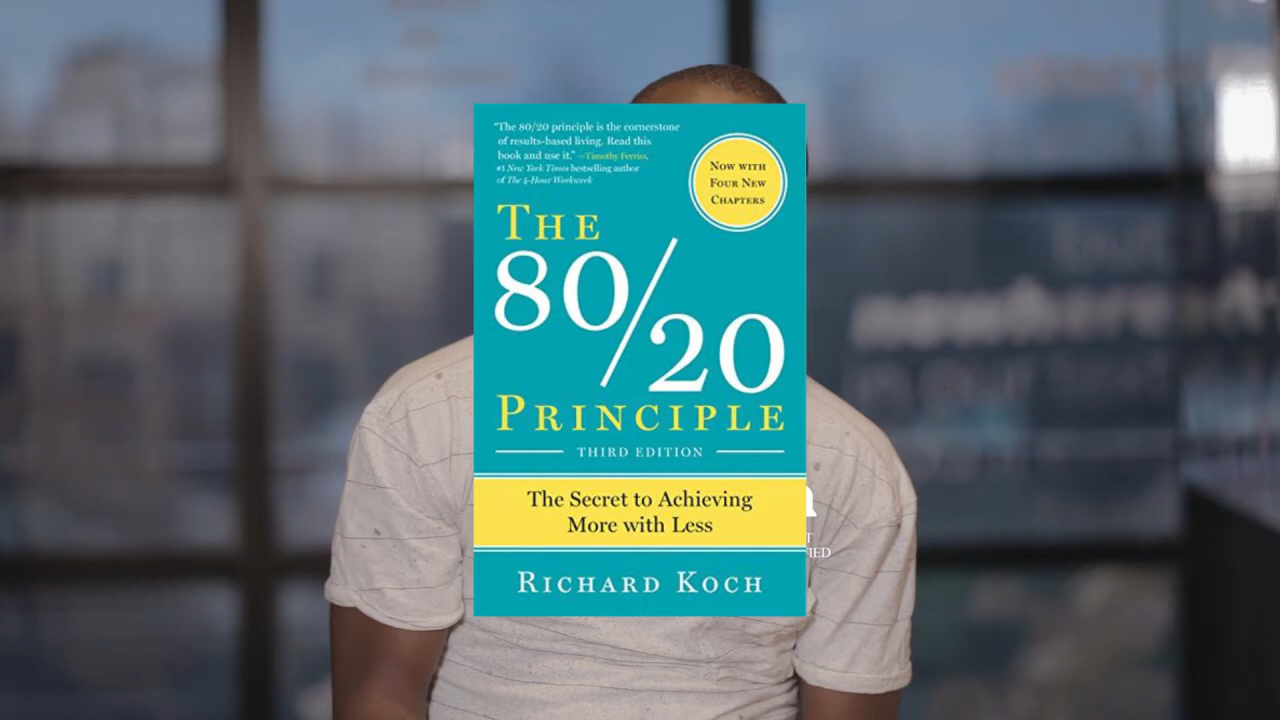 "The 80/20 principle is the cornerstone
of results-based living. Read this
book and use it." —Timothy Ferriss,
#1 New York Times bestselling author
of The 4-Hour Workweek
Now with
Four New
Chapters
The
80/20
Principle
THIRD EDITION
The Secret to Achieving
More with Less
Richard Koch